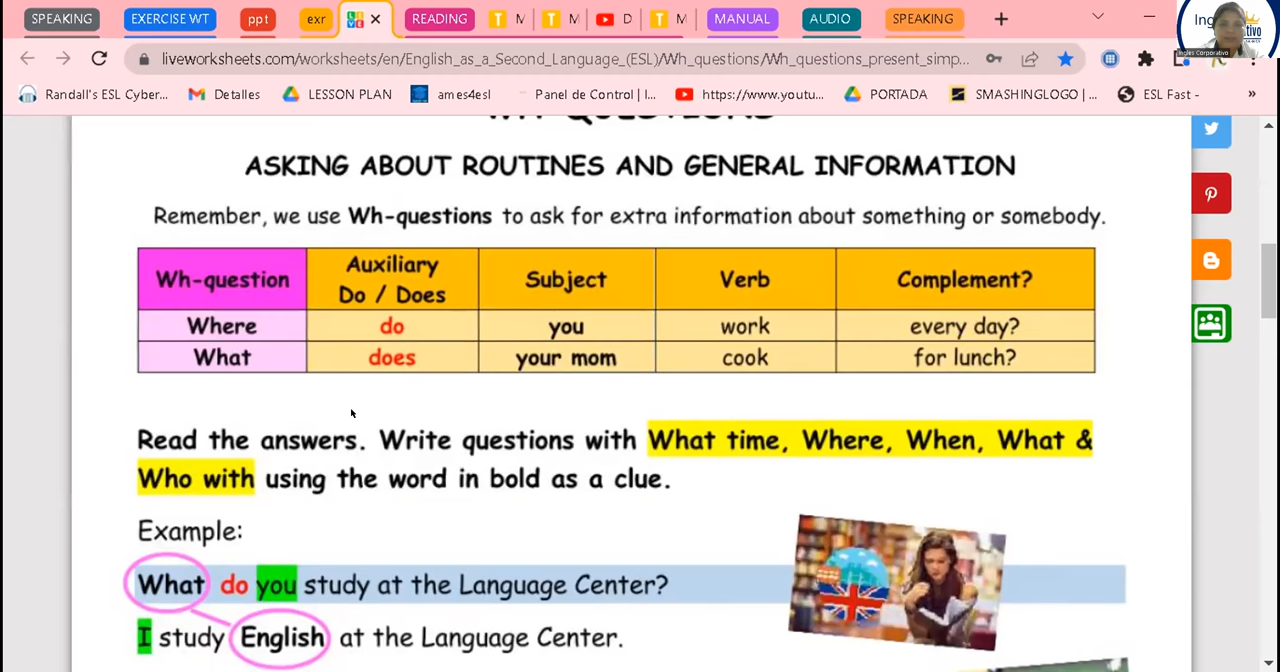 SPEAKING EXERCISE WT ppt exr READING M M D M MANUAL AUDIO SPEAKING
liveworksheets.com/worksheets/en/English_as_a_Second_Language_(ESL)/Wh_questions/Wh_questions_present_simp...
Ingles Corporativo
Randall's ESL Cyber... Detalles LESSON PLAN ames4esl Panel de Control | I... https://www.youtu... PORTADA SMASHINGLOGO | ... ESL Fast - »
WH-QUESTIONS
ASKING ABOUT ROUTINES AND GENERAL INFORMATION
Remember, we use Wh-questions to ask for extra information about something or somebody.
Wh-question Auxiliary Do / Does Subject Verb Complement?
Where do you work every day?
What does your mom cook for lunch?
Read the answers. Write questions with What time, Where, When, What &
Who with using the word in bold as a clue.
Example:
What do you study at the Language Center?
I study English at the Language Center.